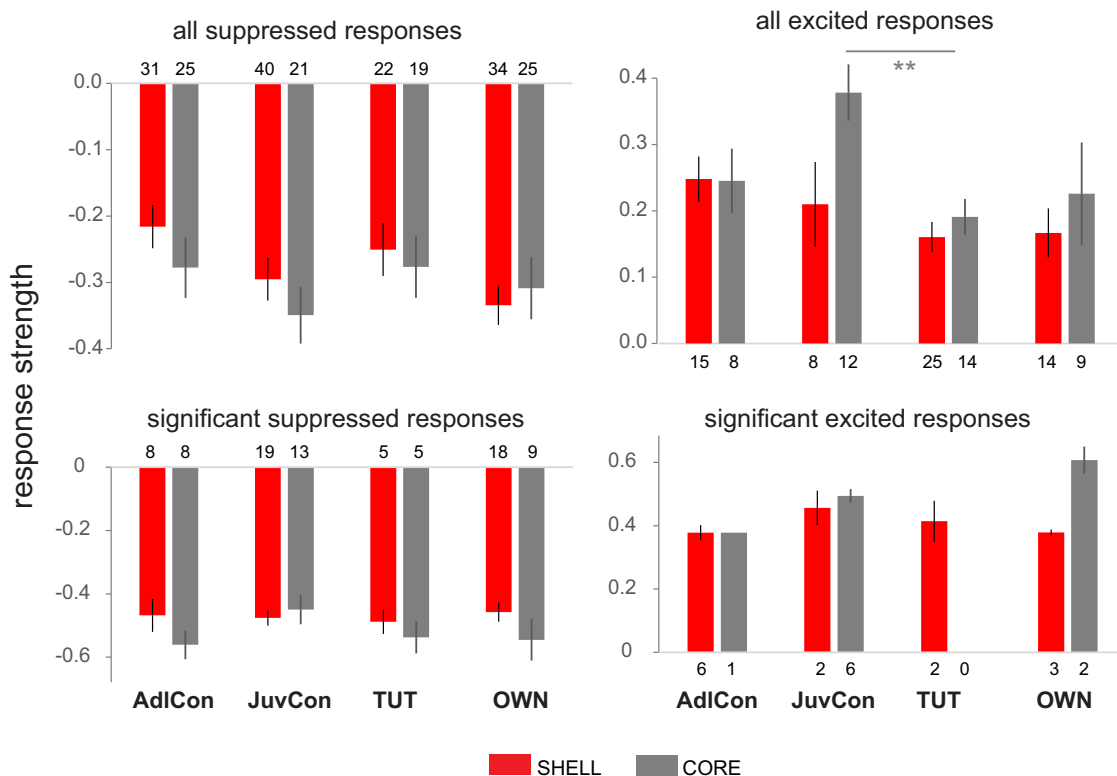 all suppressed responses
31 25 40 21 22 19 34 25
0.0
-0.1
-0.2
-0.3
-0.4
all excited responses
**
0.4
0.3
0.2
0.1
0.0
15 8 8 12 25 14 14 9
response strength
significant suppressed responses
8 8 19 13 5 5 18 9
0
-0.2
-0.4
-0.6
AdlCon JuvCon TUT OWN
significant excited responses
0.6
0.4
0.2
0
6 1 2 6 2 0 3 2
AdlCon JuvCon TUT OWN
SHELL CORE